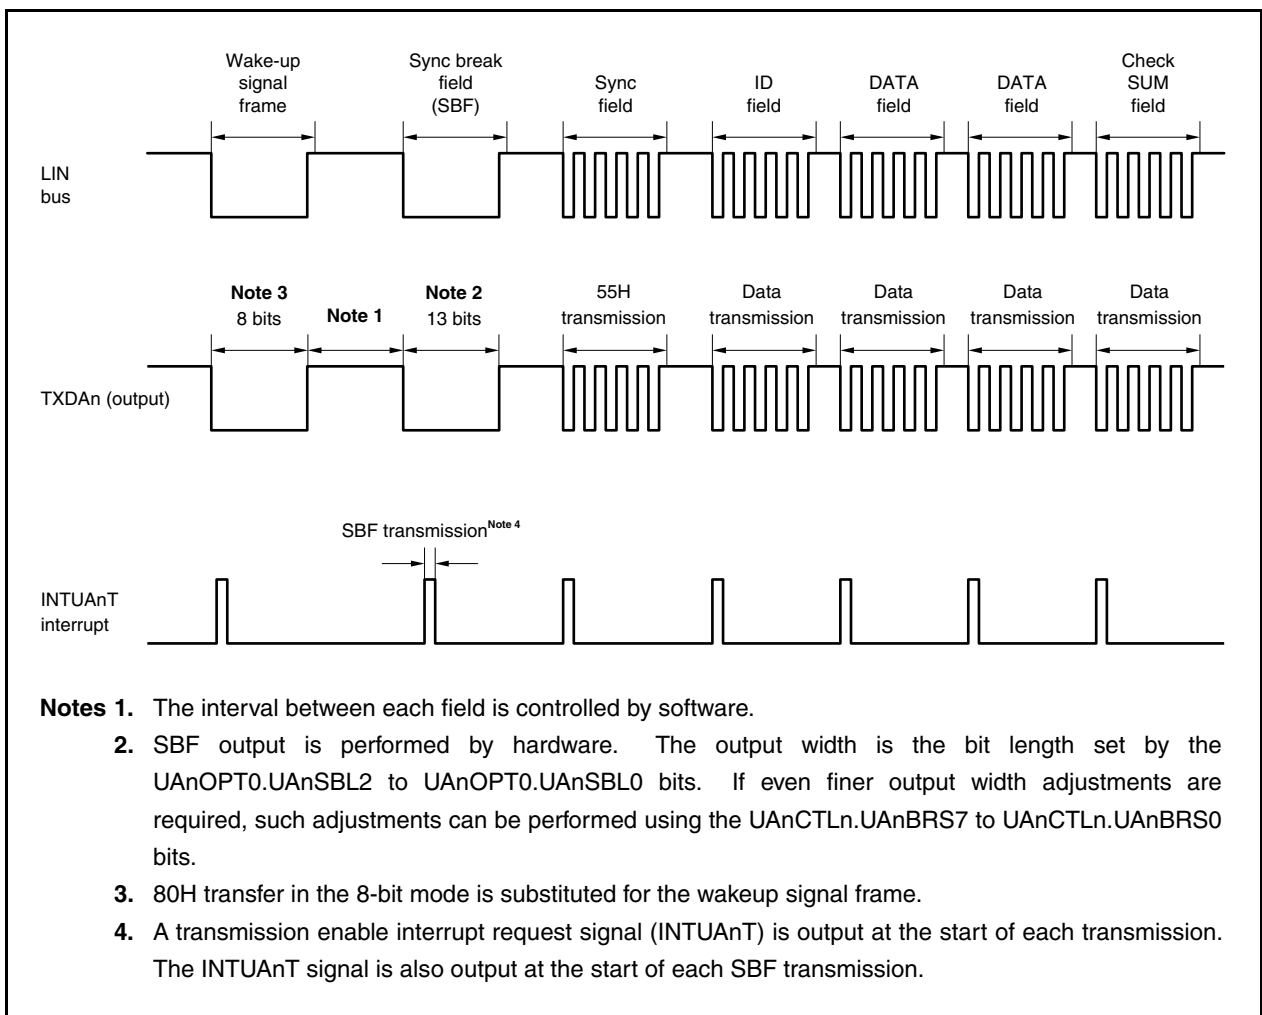 Wake-up
signal
frame
Sync break
field
(SBF)
Sync
field
ID
field
DATA
field
DATA
field
Check
SUM
field
LIN
bus
Note 3
8 bits
Note 1
Note 2
13 bits
55H
transmission
Data
transmission
Data
transmission
Data
transmission
Data
transmission
TXDAn (output)
SBF transmission Note 4
INTUAnT
interrupt
Notes 1. The interval between each field is controlled by software.
2. SBF output is performed by hardware. The output width is the bit length set by the
UAnOPT0.UAnSBL2 to UAnOPT0.UAnSBL0 bits. If even finer output width adjustments are
required, such adjustments can be performed using the UAnCTLn.UAnBRS7 to UAnCTLn.UAnBRS0
bits.
3. 80H transfer in the 8-bit mode is substituted for the wakeup signal frame.
4. A transmission enable interrupt request signal (INTUAnT) is output at the start of each transmission.
The INTUAnT signal is also output at the start of each SBF transmission.